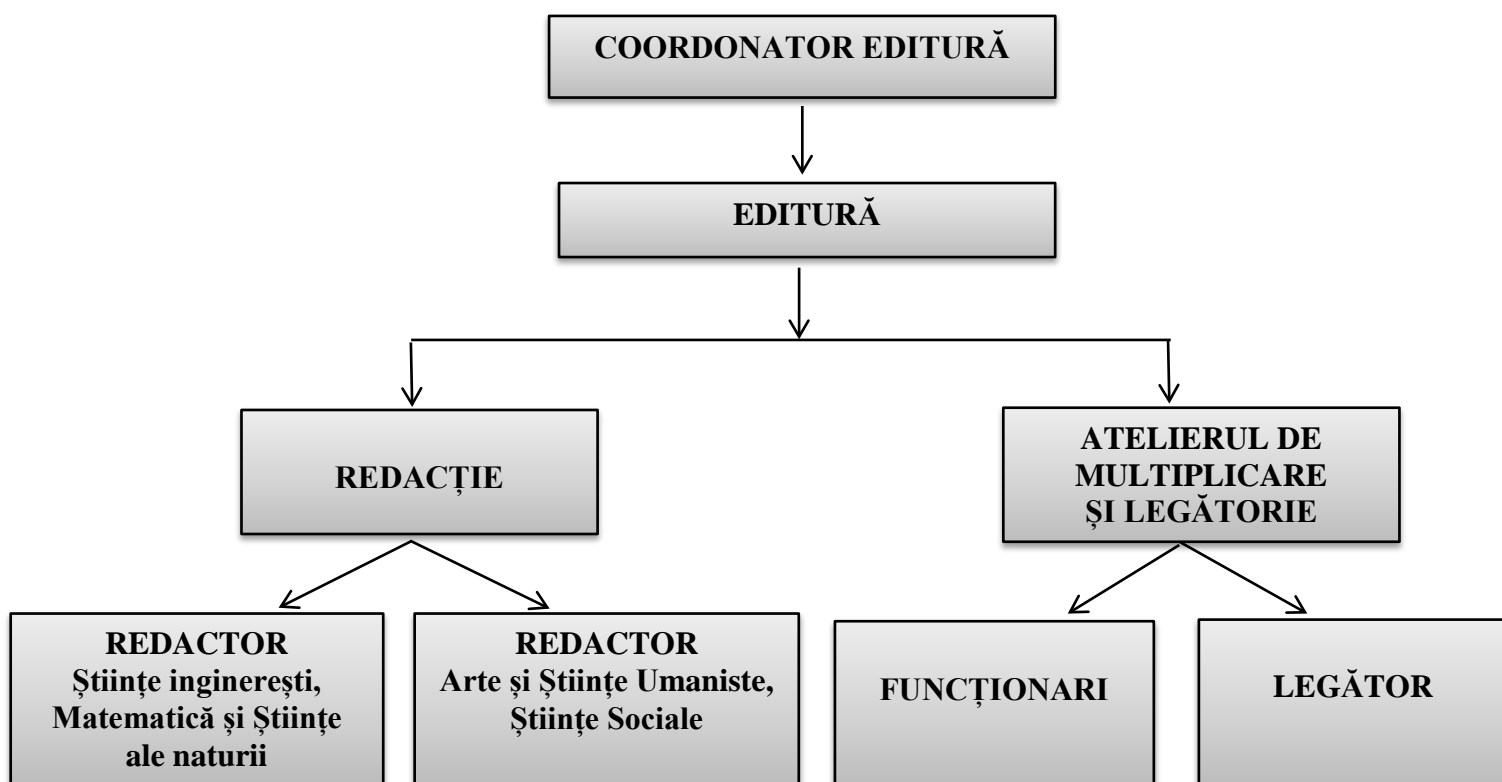 COORDONATOR EDITURĂ
EDITURĂ
REDACȚIE
ATELIERUL DE
MULTIPLICARE
ȘI LEGĂTORIE
REDACTOR
Științe inginerești,
Matematică și Științe
ale naturii
REDACTOR
Arte și Științe Umaniste,
Științe Sociale
FUNCȚIONARI
LEGĂTOR